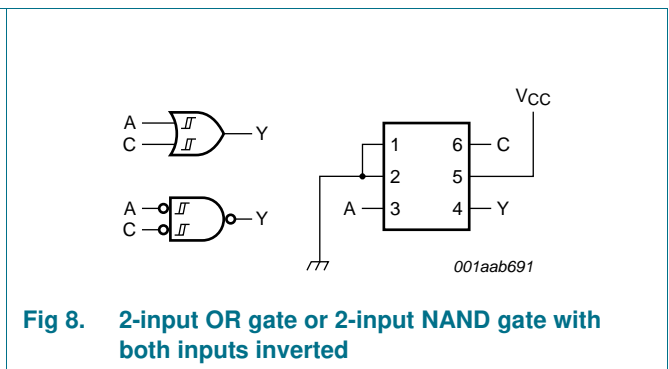 VCC
A
C
Y
A
C
Y
1
2
3
6
5
4
C
A
Y
001aab691
Fig 8. 2-input OR gate or 2-input NAND gate with
both inputs inverted